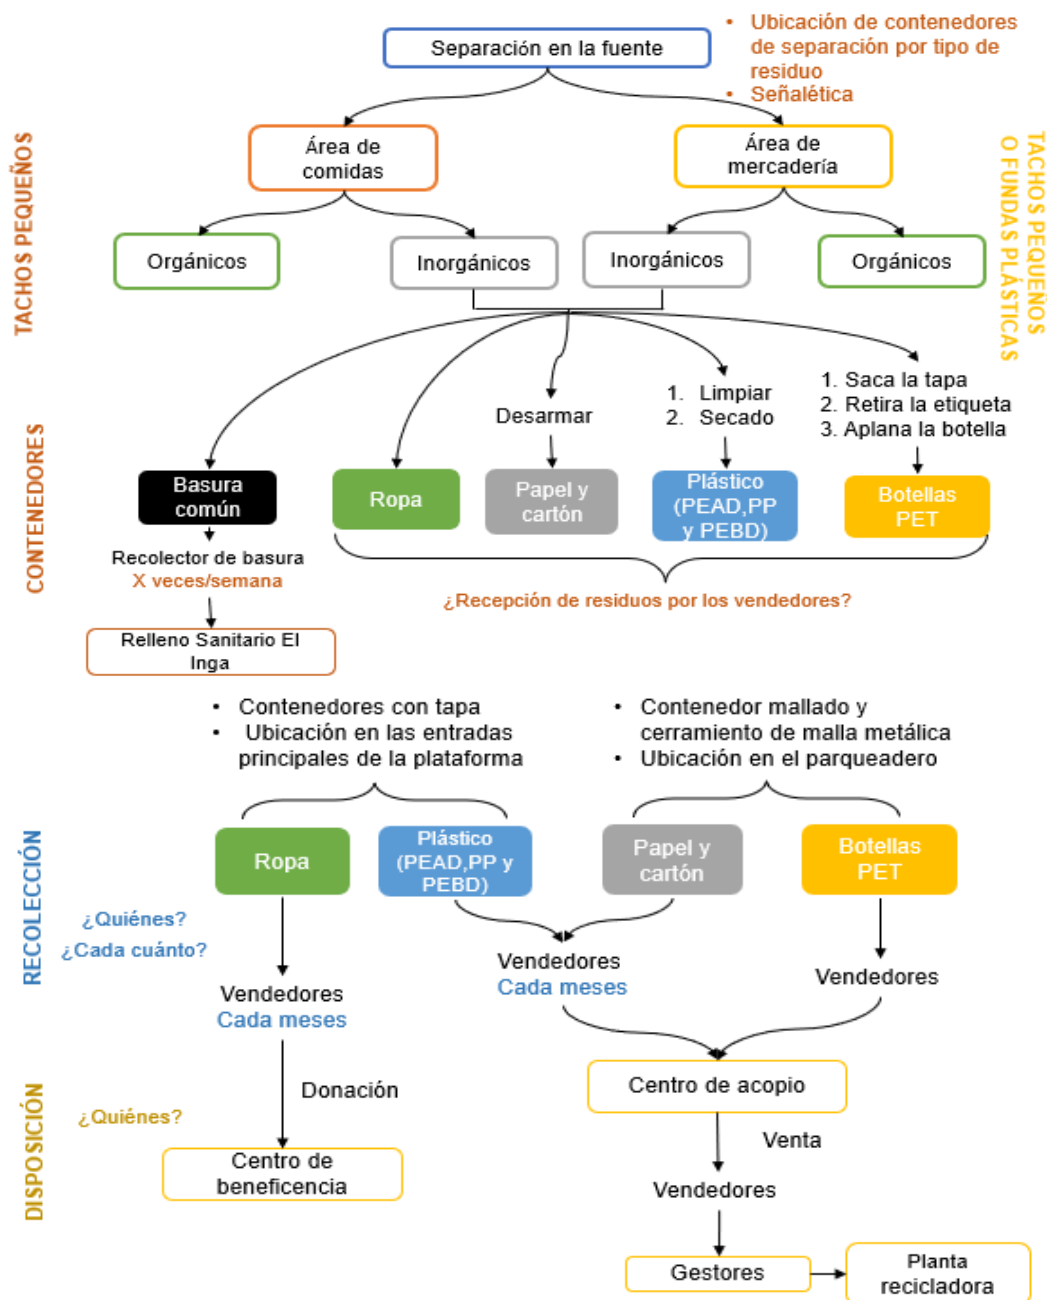 Separación en la fuente
• Ubicación de contenedores
de separación por tipo de
residuo
• Señalética
TACHOS PEQUEÑOS
Área de
comidas
Área de
mercadería
TACHOS PEQUEÑOS
O FUNDAS PLÁSTICAS
Orgánicos
Inorgánicos
Inorgánicos
Orgánicos
CONTENEDORES
Desarmar
1. Limpiar
2. Secado
1. Saca la tapa
2. Retira la etiqueta
3. Aplana la botella
Basura
común
Ropa
Papel y
cartón
Plástico
(PEAD,PP
y PEBD)
Botellas
PET
Recolector de basura
X veces/semana
¿Recepción de residuos por los vendedores?
Relleno Sanitario El
Inga
• Contenedores con tapa
• Ubicación en las entradas
principales de la plataforma
• Contenedor mallado y
cerramiento de malla metálica
• Ubicación en el parqueadero
RECOLECCIÓN
Ropa
Plástico
(PEAD,PP y
PEBD)
Papel y
cartón
Botellas
PET
¿Quiénes?
¿Cada cuánto?
Vendedores
Cada meses
Vendedores
Cada meses
Vendedores
DISPOSICIÓN
¿Quiénes?
Donación
Centro de
beneficencia
Centro de acopio
Venta
Vendedores
Gestores
Planta
recicladora